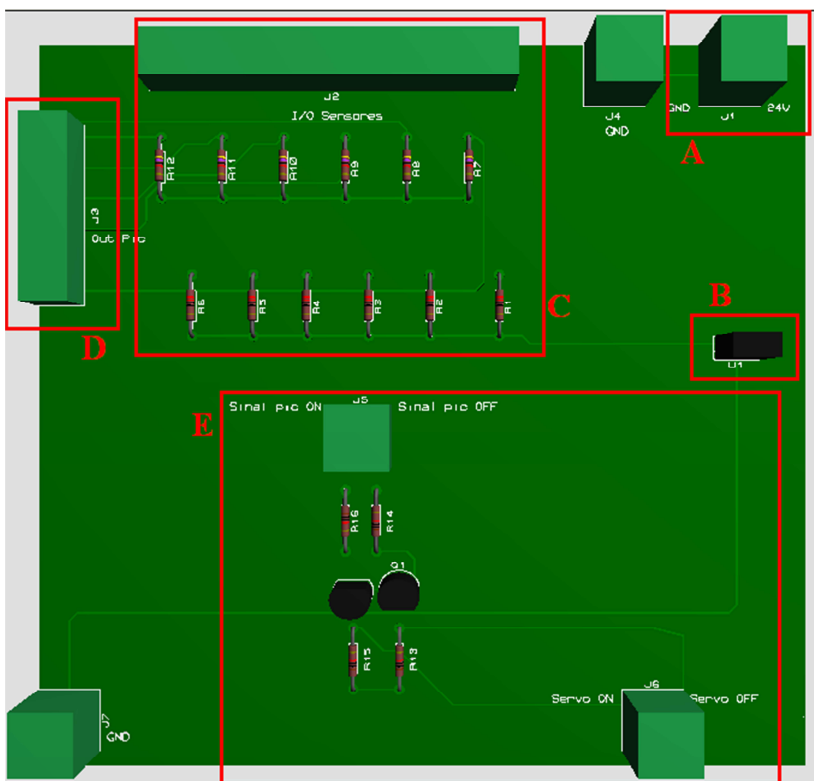 J2
I/O Sensores
J4
GND
GND
J1
24V
A
R12
R11
R10
R9
R8
R7
J3
Out Pic
D
R6
R5
R4
R3
R2
R1
C
B
U1
E
Sinal pic ON
J5
Sinal pic OFF
R16
R14
Q1
R15
R13
J7
GND
Servo ON
J6
Servo OFF